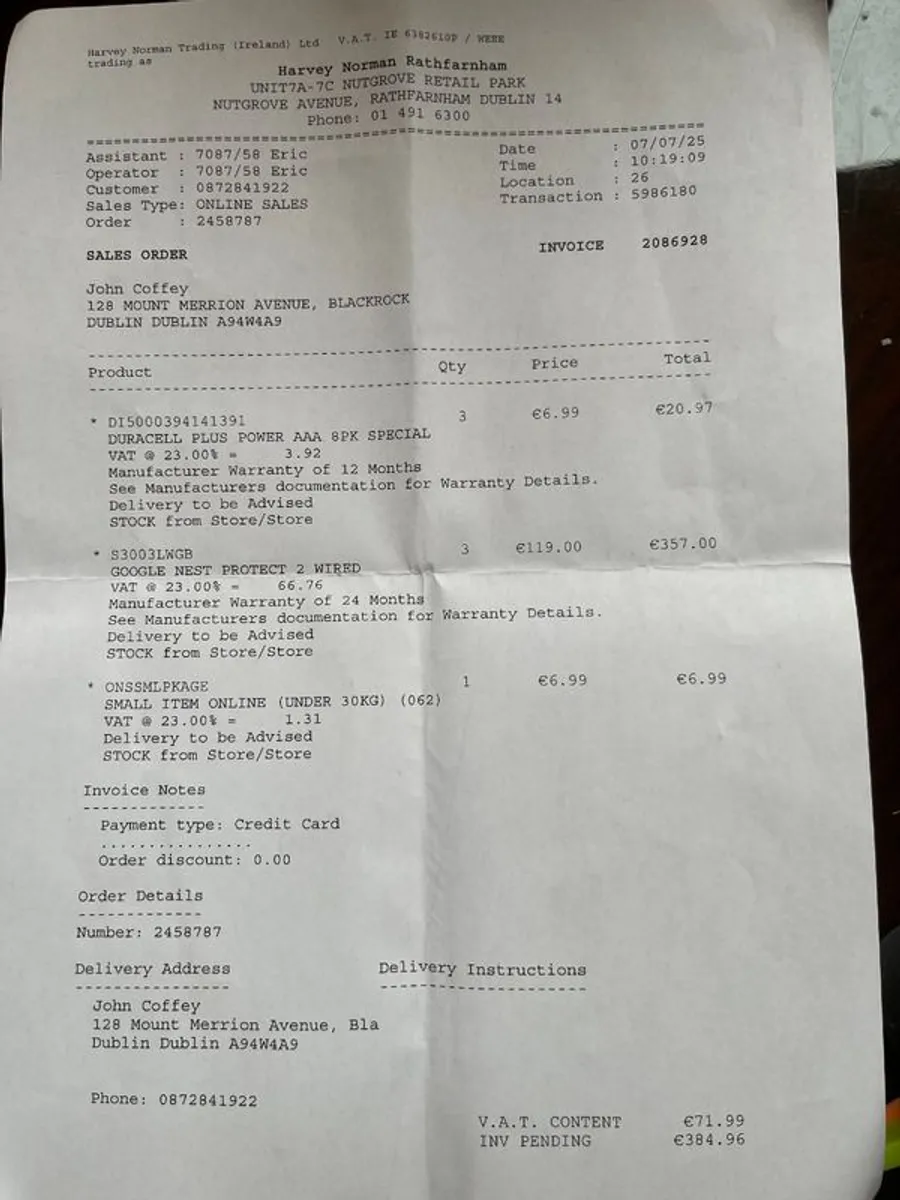 Harvey Norman Trading (Ireland) Ltd V.A.T. IE 6382610P / WEEE
trading as
Harvey Norman Rathfarnham
UNIT7A-7C NUTGROVE RETAIL PARK
NUTGROVE AVENUE, RATHFARNHAM DUBLIN 14
Phone: 01 491 6300
Assistant : 7087/58 Eric Date : 07/07/25
Operator : 7087/58 Eric Time : 10:19:09
Customer : 0872841922 Location : 26
Sales Type: ONLINE SALES Transaction : 5986180
Order : 2458787
SALES ORDER INVOICE 2086928
John Coffey
128 MOUNT MERRION AVENUE, BLACKROCK
DUBLIN DUBLIN A94W4A9
Product Qty Price Total
* DI5000394141391 3 €6.99 €20.97
DURACELL PLUS POWER AAA 8PK SPECIAL
VAT @ 23.00% = 3.92
Manufacturer Warranty of 12 Months
See Manufacturers documentation for Warranty Details.
Delivery to be Advised
STOCK from Store/Store
* S3003LWGB 3 €119.00 €357.00
GOOGLE NEST PROTECT 2 WIRED
VAT @ 23.00% = 66.76
Manufacturer Warranty of 24 Months
See Manufacturers documentation for Warranty Details.
Delivery to be Advised
STOCK from Store/Store
* ONSSMLPKAGE 1 €6.99 €6.99
SMALL ITEM ONLINE (UNDER 30KG) (062)
VAT @ 23.00% = 1.31
Delivery to be Advised
STOCK from Store/Store
Invoice Notes
Payment type: Credit Card
................
Order discount: 0.00
Order Details
Number: 2458787
Delivery Address Delivery Instructions
John Coffey
128 Mount Merrion Avenue, Bla
Dublin Dublin A94W4A9
Phone: 0872841922
V.A.T. CONTENT €71.99
INV PENDING €384.96